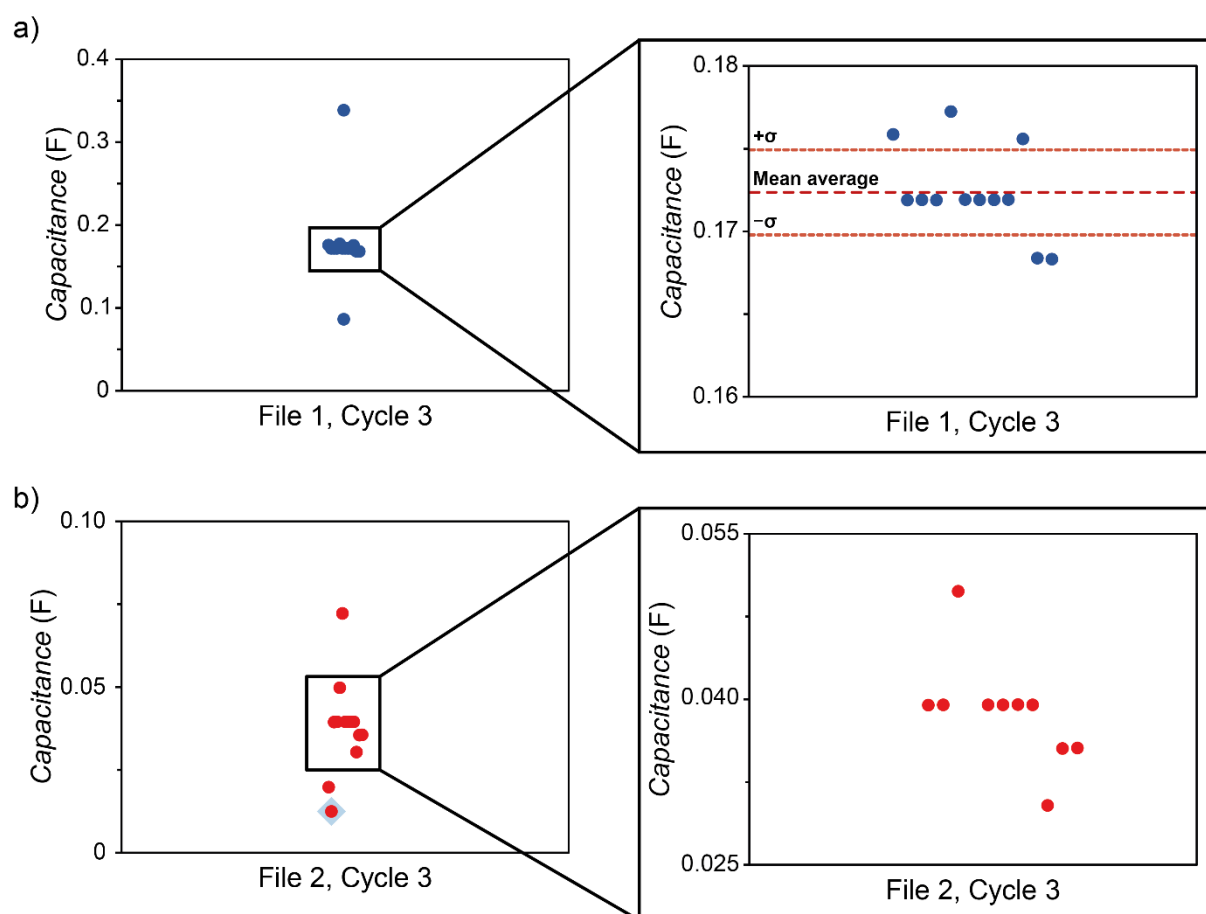 a)
0.4
0.3
0.2
0.1
0
Capacitance (F)
File 1, Cycle 3
0.18
0.17
0.16
Capacitance (F)
+σ
Mean average
−σ
File 1, Cycle 3
b)
0.10
0.05
0
Capacitance (F)
File 2, Cycle 3
0.055
0.040
0.025
Capacitance (F)
File 2, Cycle 3